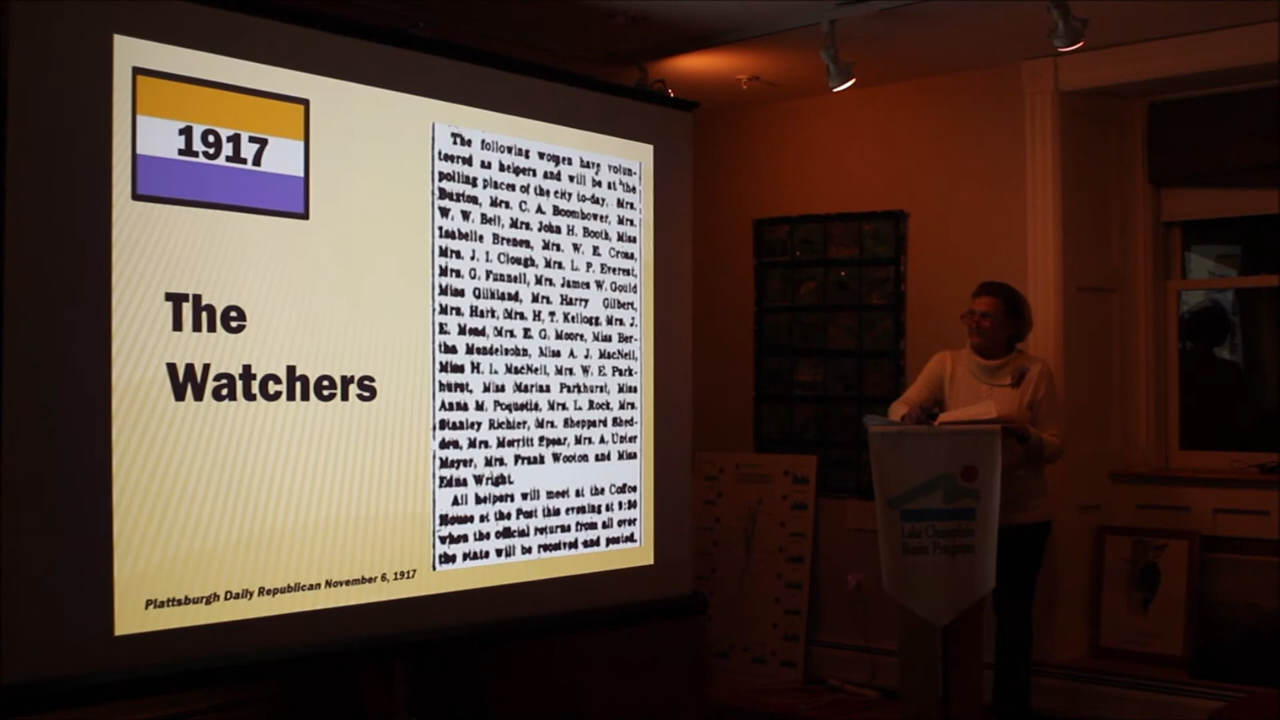 1917
The
Watchers
The following women have volun-
teered as helpers and will be at the
polling places of the city to-day. Mrs.
Buxton, Mrs. C. A. Boombower, Mrs.
W. W. Bell, Mrs. John H. Booth, Miss
Isabelle Brenen, Mrs. W. E. Cross,
Mrs. J. I. Clough, Mrs. L. P. Everest,
Mrs. G. Funnell, Mrs. James W. Gould
Miss Gilliland, Mrs. Harry Gilbert,
Mrs. Hark, Mrs. H. T. Kellogg, Mrs. J.
E. Mead, Mrs. E. G. Moore, Miss Ber-
tha Mendelsohn, Miss A. J. MacNeil,
Miss H. L. MacNeil, Mrs. W. E. Park-
hurst, Miss Marian Parkhurst, Miss
Anna M. Poquette, Mrs. L. Rock, Mrs.
Stanley Richier, Mrs. Sheppard Shed-
den, Mrs. Merritt Spear, Mrs. A.
Meyer, Mrs. Frank Wooton and Miss
Edna Wright.
All helpers will meet at the Coffee
House at the Post this evening at
when the official returns from all over
the state will be received and posted.
Plattsburgh Daily Republican November 6, 1917
Lake Champlain
Basin Program